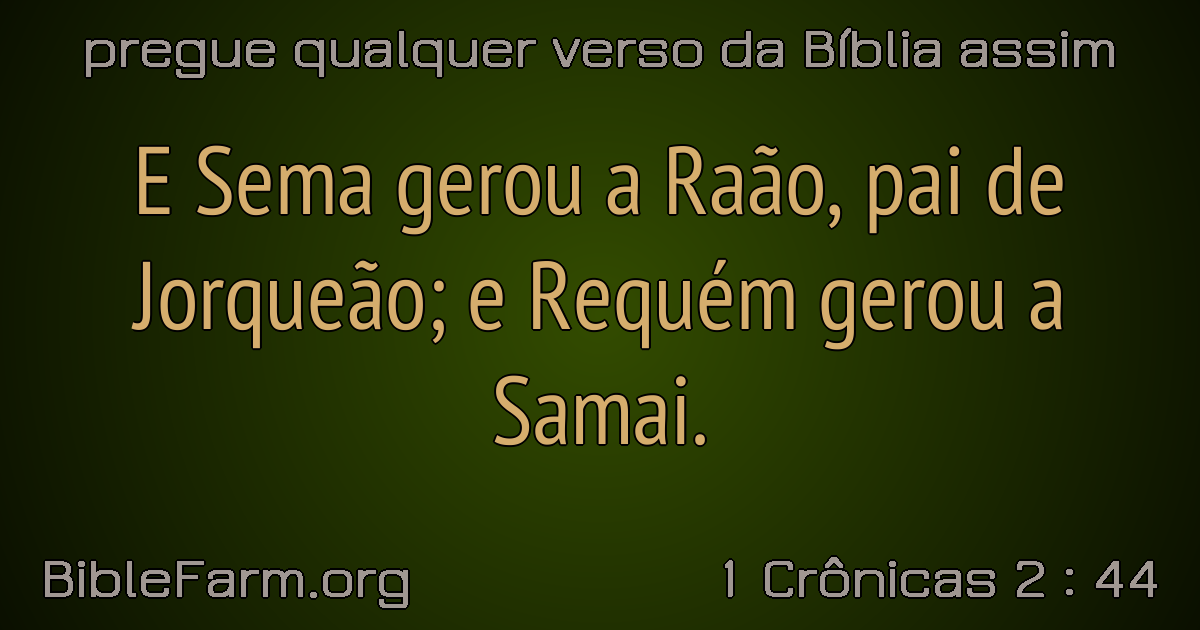 pregue qualquer verso da Bíblia assim
E Sema gerou a Raão, pai de
Jorqueão; e Requém gerou a
Samai.
BibleFarm.org
1 Crônicas 2 : 44